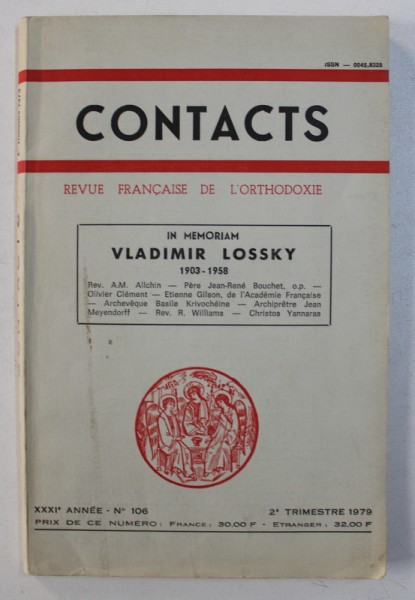 ISSN — 0045,8325
CONTACTS
REVUE FRANÇAISE DE L'ORTHODOXIE
IN MEMORIAM
VLADIMIR LOSSKY
1903 - 1958
Rev. A.M. Allchin — Père Jean-René Bouchet, o.p. —
Olivier Clément — Etienne Gilson, de l'Académie Française
— Archevêque Basile Krivochéine — Archiprêtre Jean
Meyendorff — Rev. R. Williams — Christos Yannaras
XXXIe ANNÉE - N° 106
2e TRIMESTRE 1979
PRIX DE CE NUMÉRO : FRANCE : 30.00 F - ETRANGER : 32.00 F